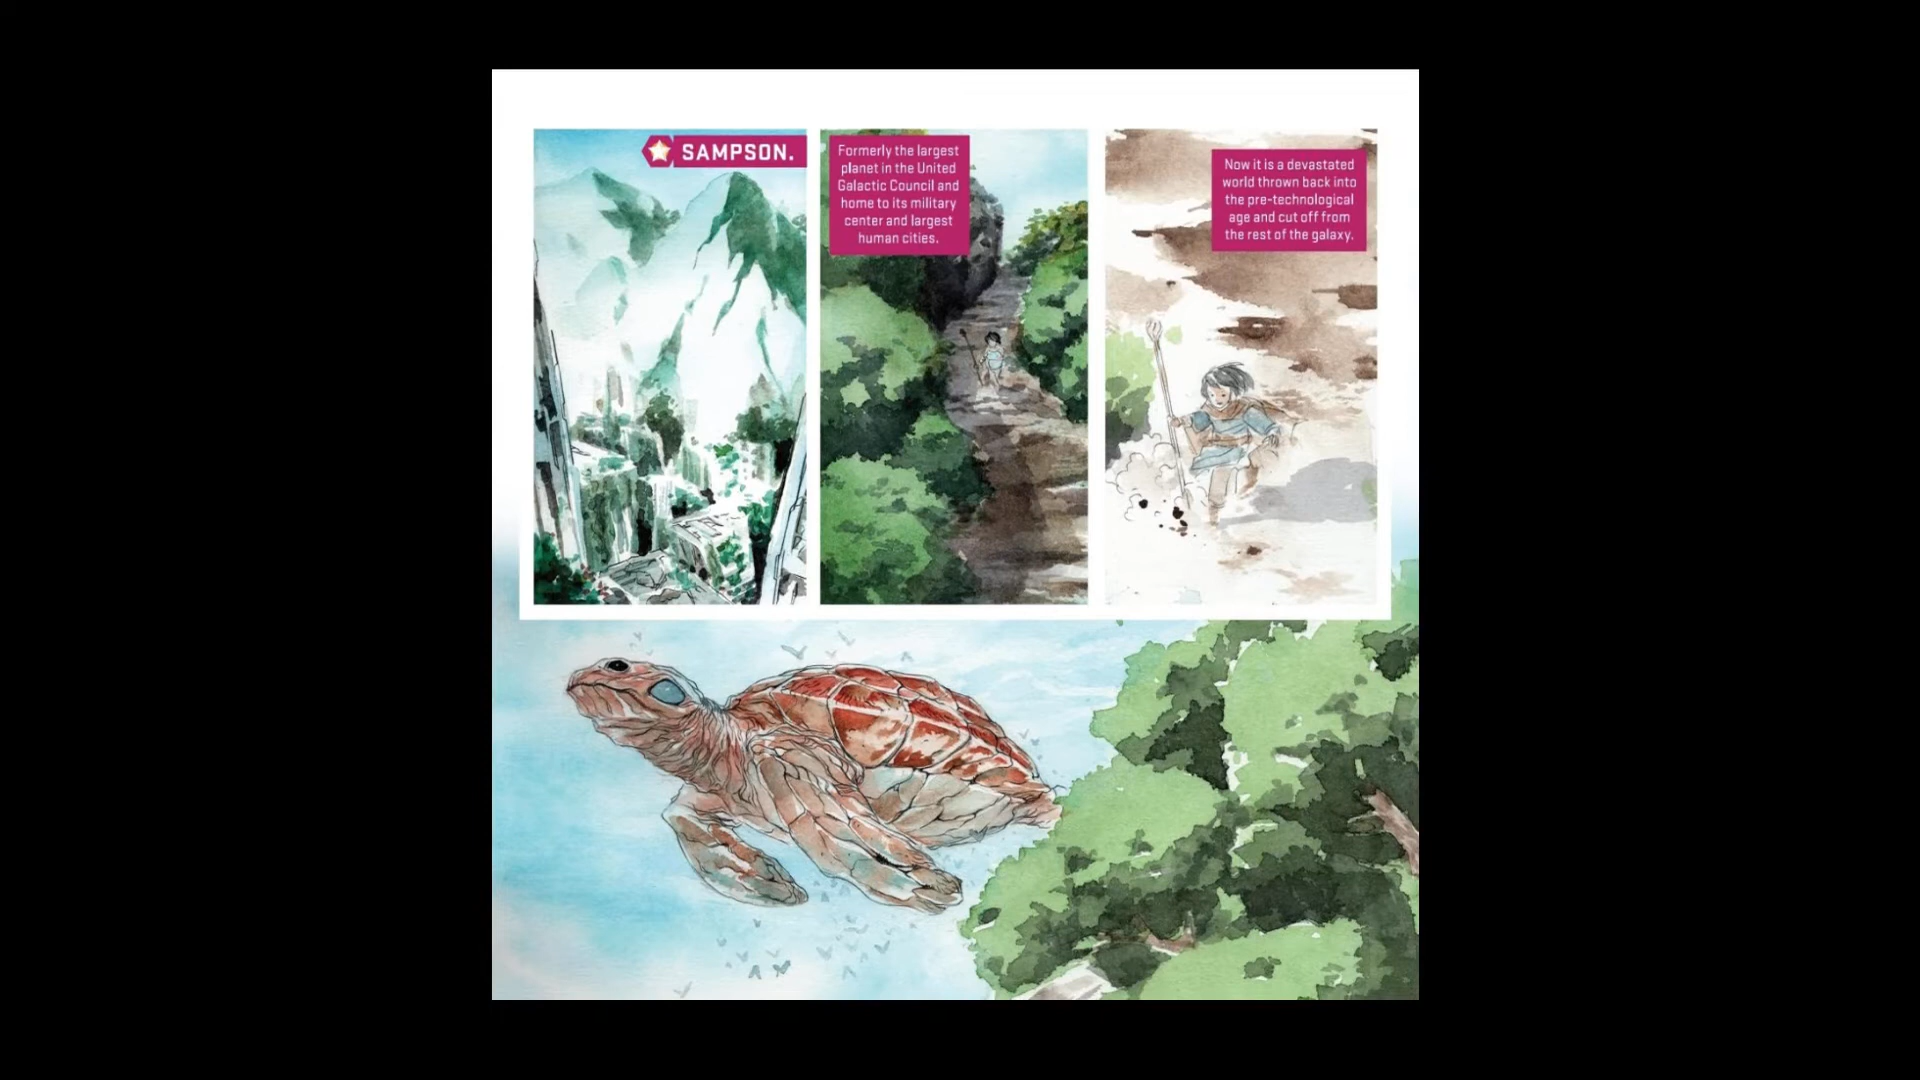 SAMPSON.
Formerly the largest
planet in the United
Galactic Council and
home to its military
center and largest
human cities.
Now it is a devastated
world thrown back into
the pre-technological
age and cut off from
the rest of the galaxy.